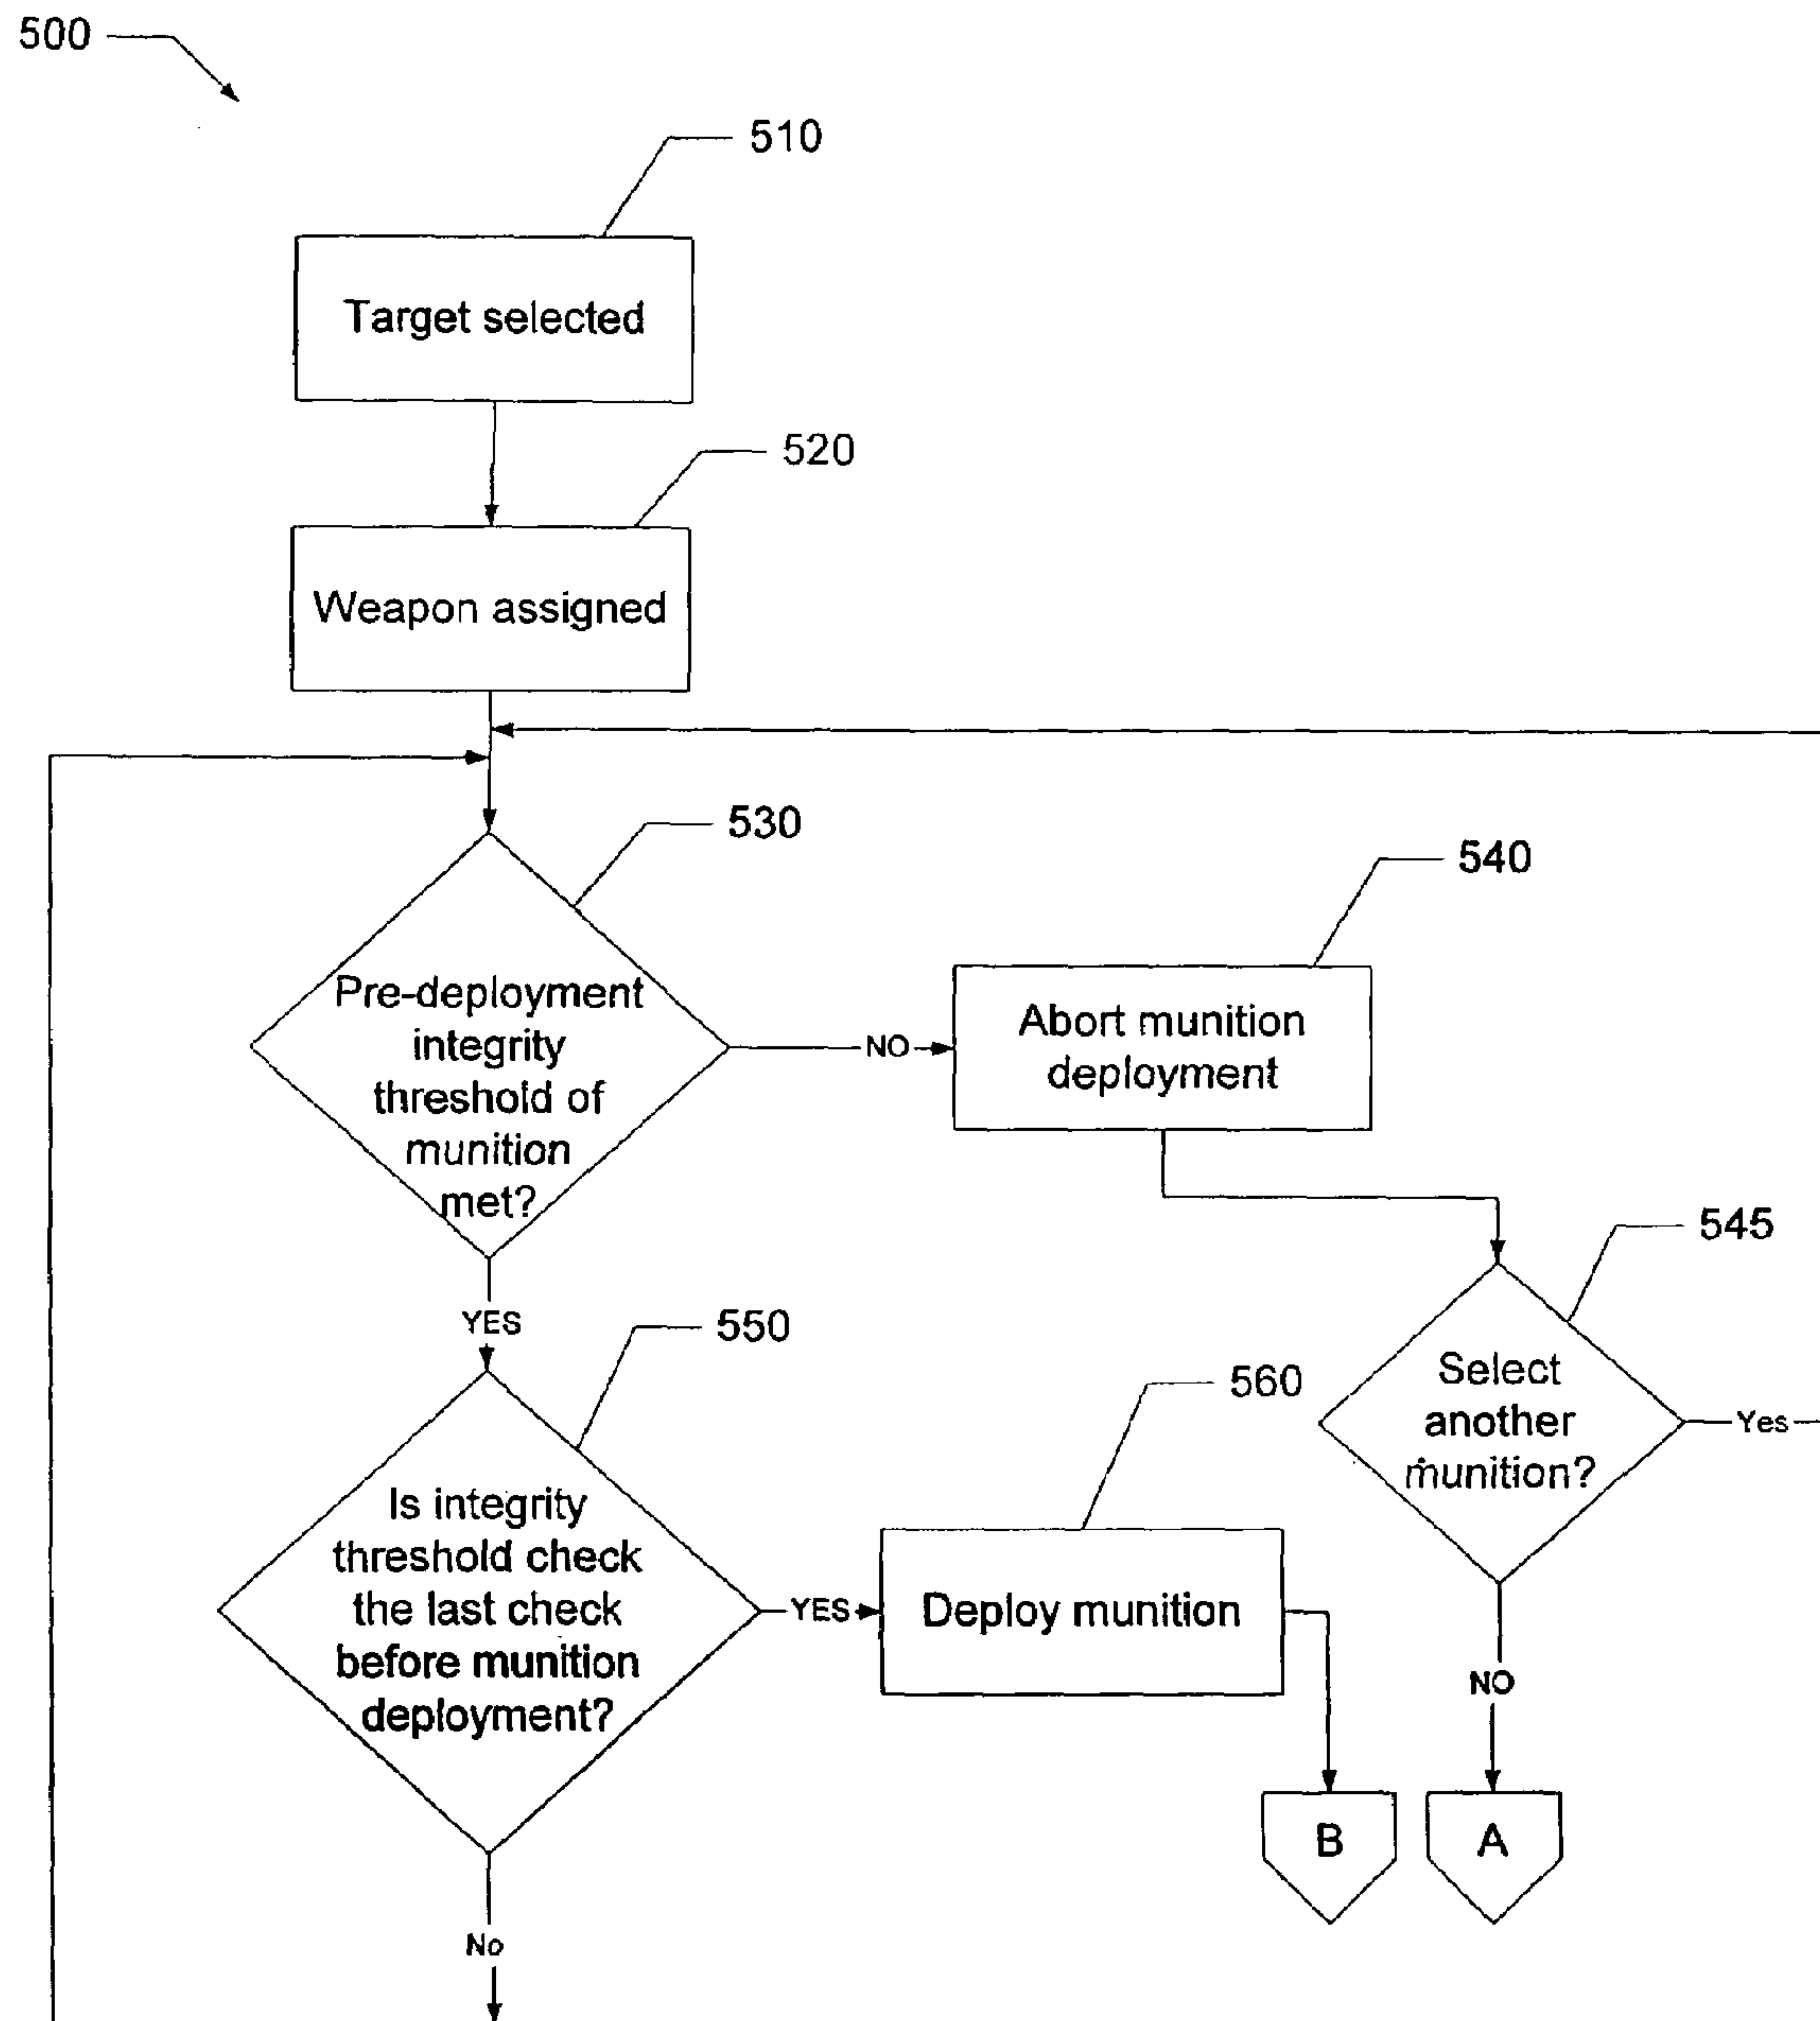 500
510
Target selected
520
Weapon assigned
530
540
Pre-deployment
integrity
threshold of
munition
met?
NO
Abort munition
deployment
545
YES
550
560
Select
another
munition?
Yes
Is integrity
threshold check
the last check
before munition
deployment?
YES
Deploy munition
NO
B
A
No